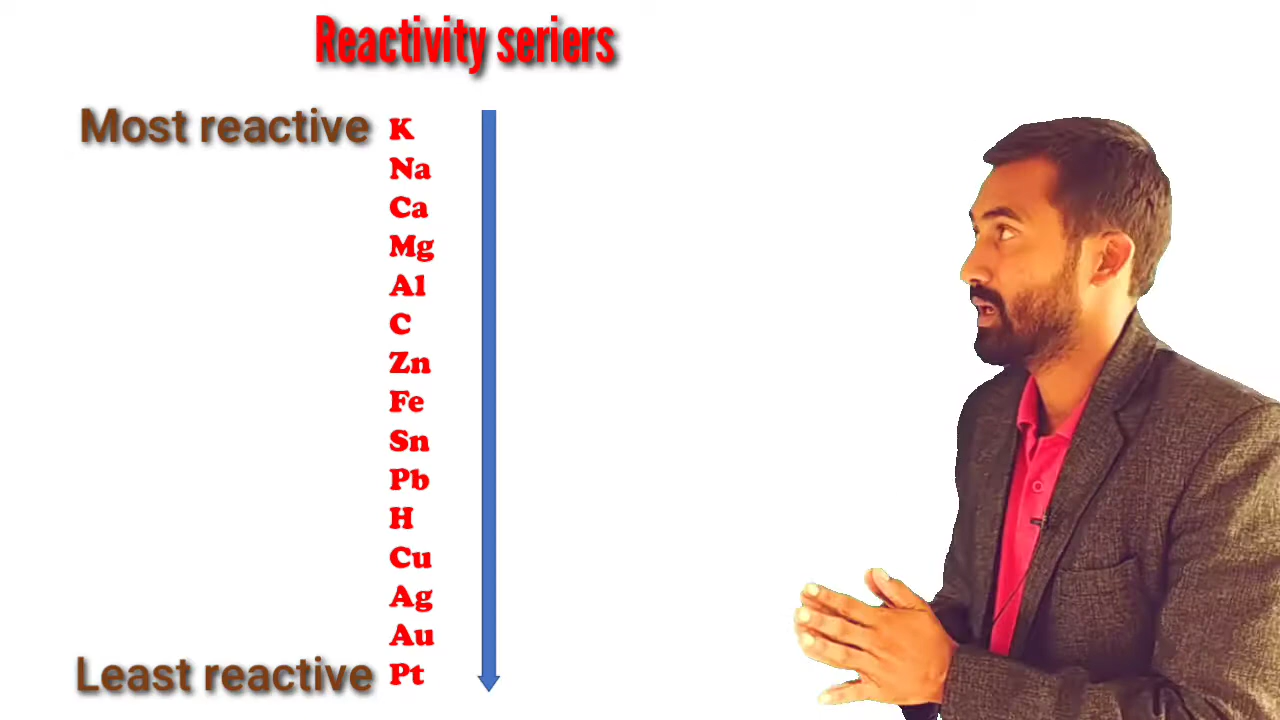 Reactivity seriers
Most reactive K
Na
Ca
Mg
Al
C
Zn
Fe
Sn
Pb
H
Cu
Ag
Au
Least reactive Pt